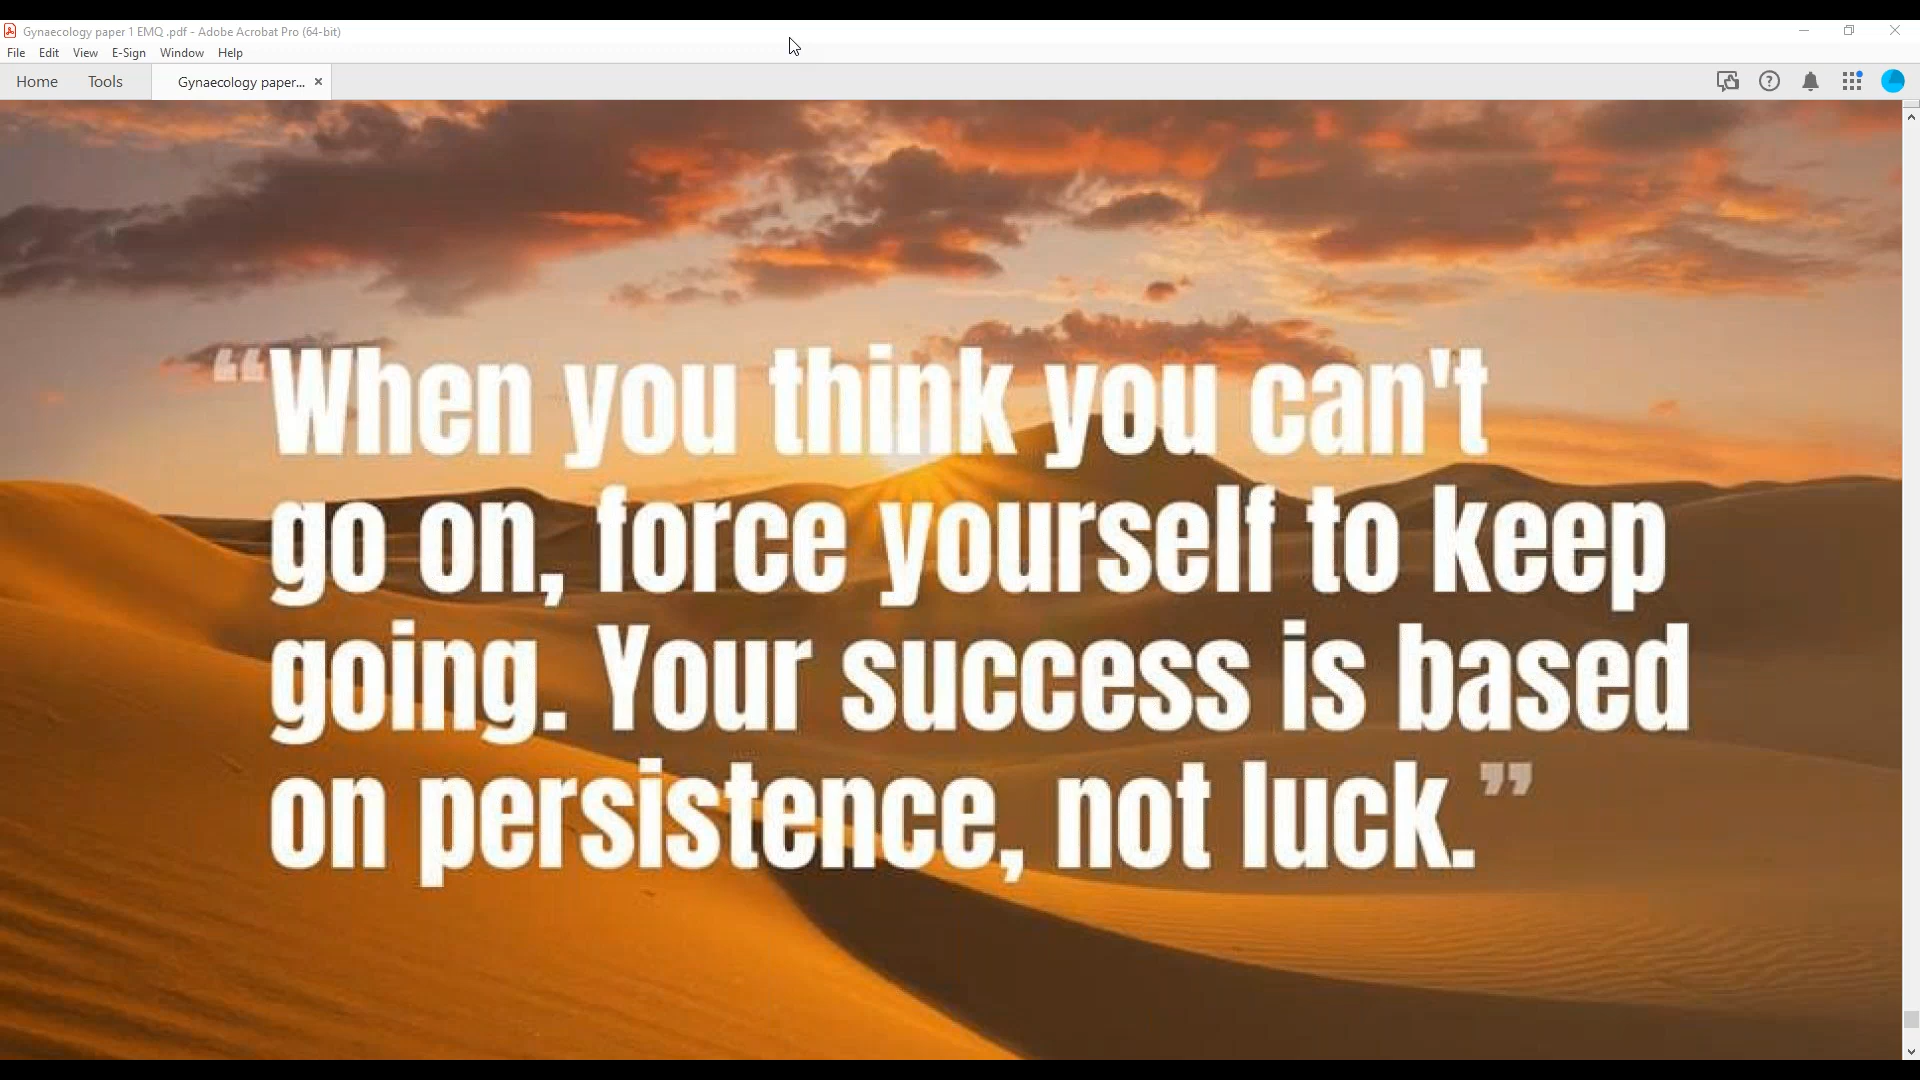 Gynaecology paper 1 EMQ .pdf - Adobe Acrobat Pro (64-bit)
File Edit View E-Sign Window Help
Home Tools Gynaecology paper... ×
“When you think you can't
go on, force yourself to keep
going. Your success is based
on persistence, not luck.”